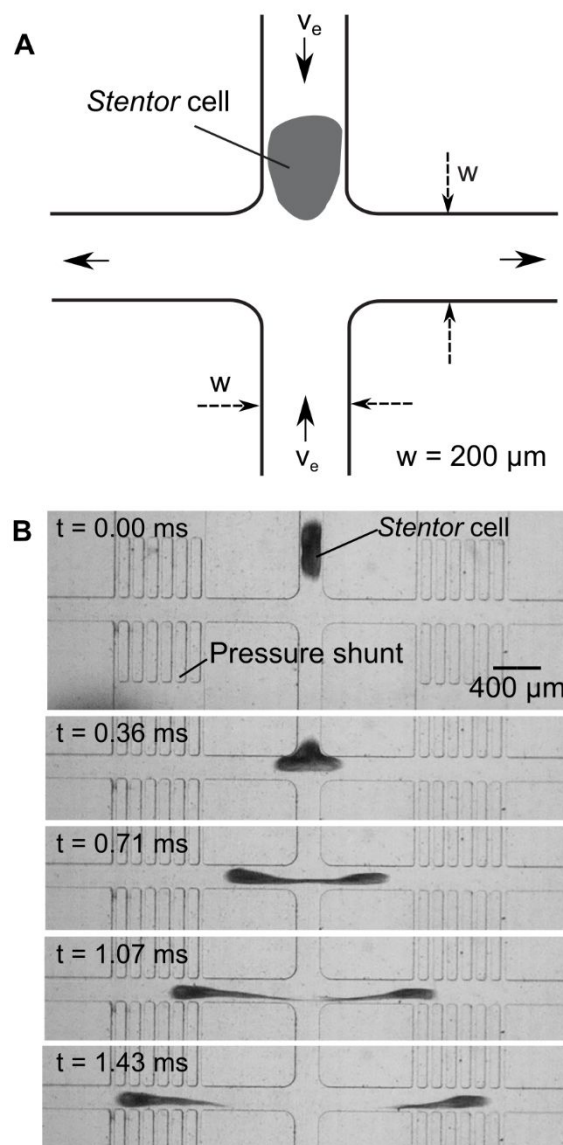 A
vₑ
Stentor cell
w
w
vₑ
w = 200 µm
B
t = 0.00 ms
Stentor cell
Pressure shunt
400 µm
t = 0.36 ms
t = 0.71 ms
t = 1.07 ms
t = 1.43 ms